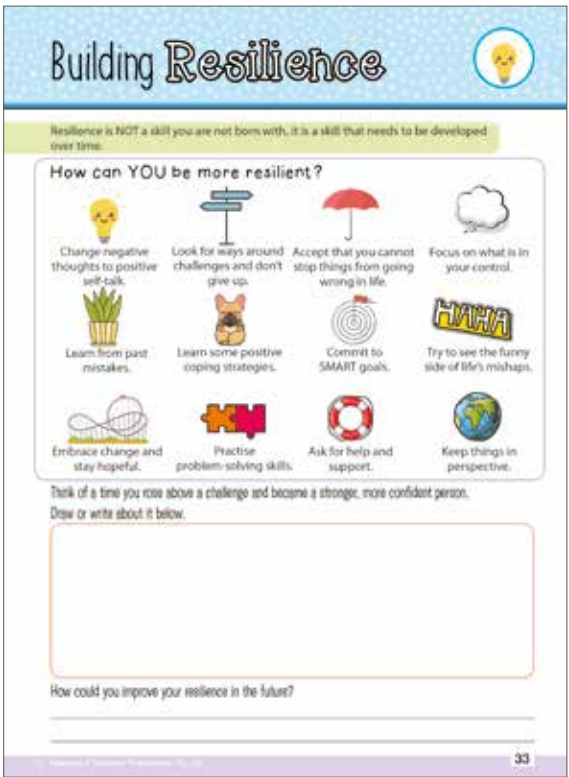 Building Resilience
Resilience is NOT a skill you are not born with, it is a skill that needs to be developed
over time.
How can YOU be more resilient?
Change negative
thoughts to positive
self-talk.
Look for ways around
challenges and don't
give up.
Accept that you cannot
stop things from going
wrong in life.
Focus on what is in
your control.
Learn from past
mistakes.
Learn some positive
coping strategies.
Commit to
SMART goals.
HAHA
Try to see the funny
side of life's mishaps.
Embrace change and
stay hopeful.
Practise
problem-solving skills.
Ask for help and
support.
Keep things in
perspective.
Think of a time you rose above a challenge and became a stronger, more confident person.
Draw or write about it below.
How could you improve your resilience in the future?
33